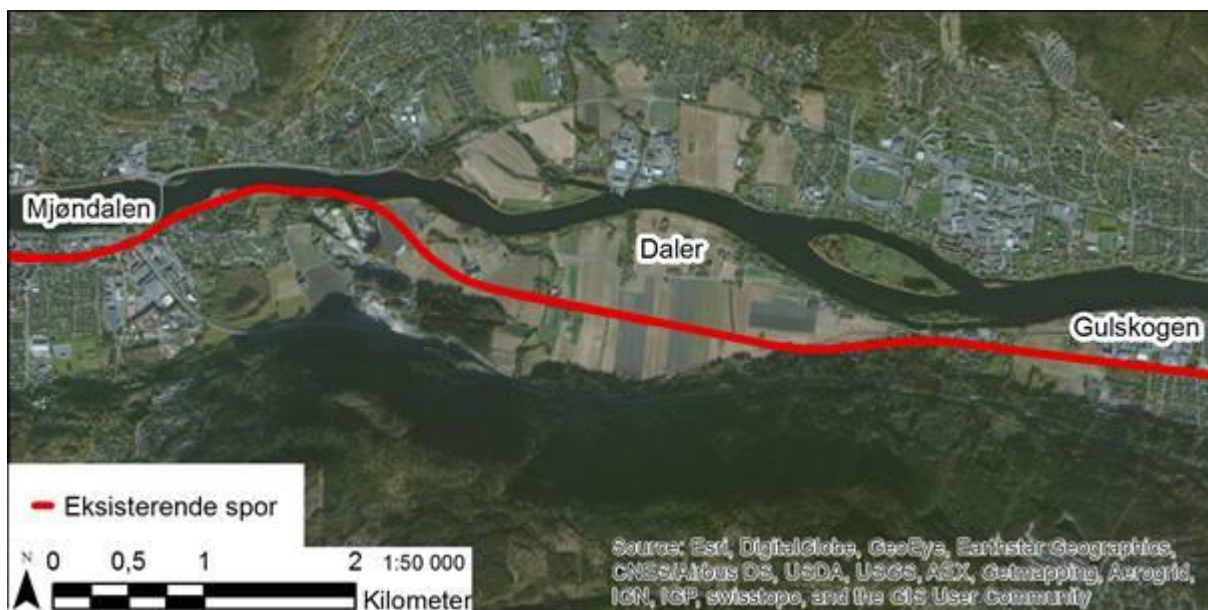 Mjøndalen
Daler
Gulskogen
Eksisterende spor
N
0 0,5 1 2 1:50 000
Kilometer
Source: Esri, DigitalGlobe, GeoEye, Earthstar Geographics,
CNES/Airbus DS, USDA, USGS, AEX, Getmapping, Aerogrid,
IGN, IGP, swisstopo, and the GIS User Community